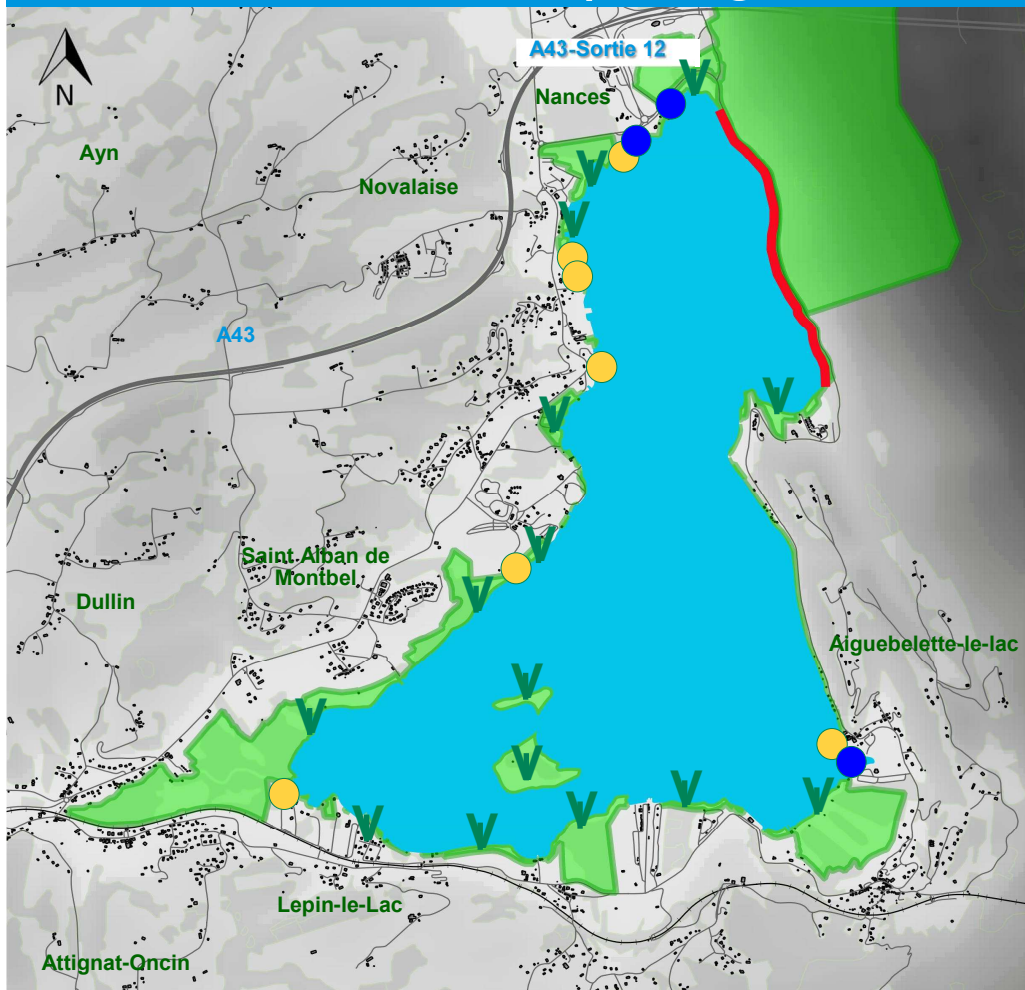 A43-Sortie 12
Nances
N
Ayn
Novalaise
A43
Saint Alban de
Montbel
Dullin
Aiguebelette-le-lac
Lepin-le-Lac
Attignat-Oncin